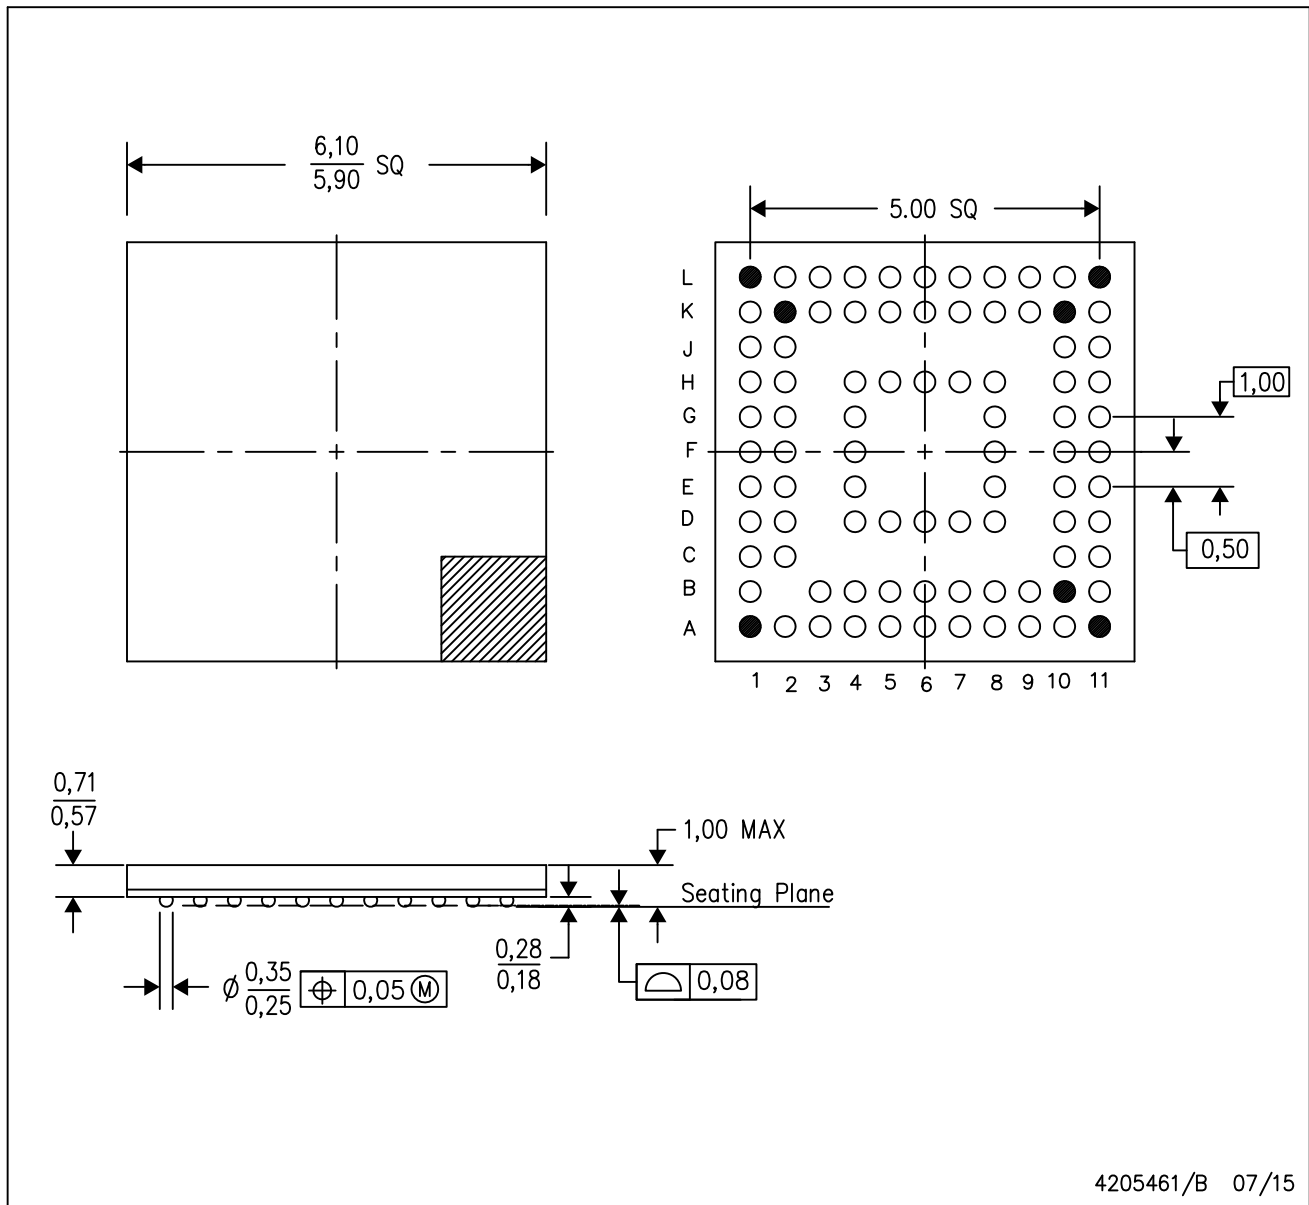 6,10
5,90 SQ
5.00 SQ
L
K
J
H
G
F
E
D
C
B
A
1,00
0,50
1 2 3 4 5 6 7 8 9 10 11
0,71
0,57
1,00 MAX
Seating Plane
0,28
0,18
0,08
Ø 0,35
0,25
⌖ 0,05 Ⓜ
4205461/B 07/15